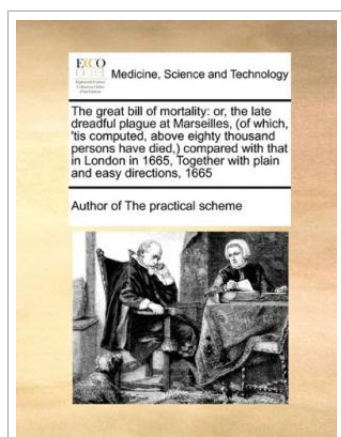 ECCO
Medicine, Science and Technology
The great bill of mortality: or, the late
dreadful plague at Marseilles, (of which,
'tis computed, above eighty thousand
persons have died,) compared with that
in London in 1665, Together with plain
and easy directions, 1665
Author of The practical scheme